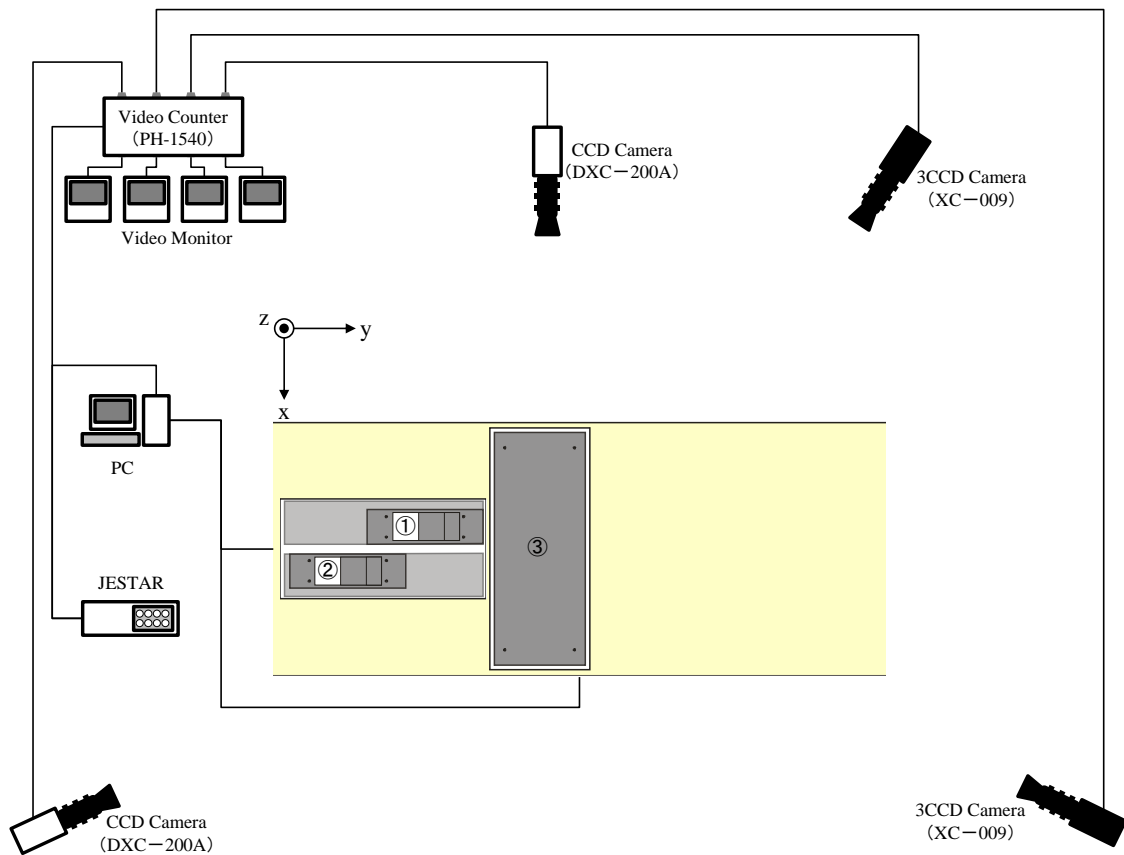 Video Counter
（PH-1540）
CCD Camera
（DXC－200A）
3CCD Camera
（XC－009）
Video Monitor
z
y
x
PC
①
②
③
JESTAR
CCD Camera
（DXC－200A）
3CCD Camera
（XC－009）